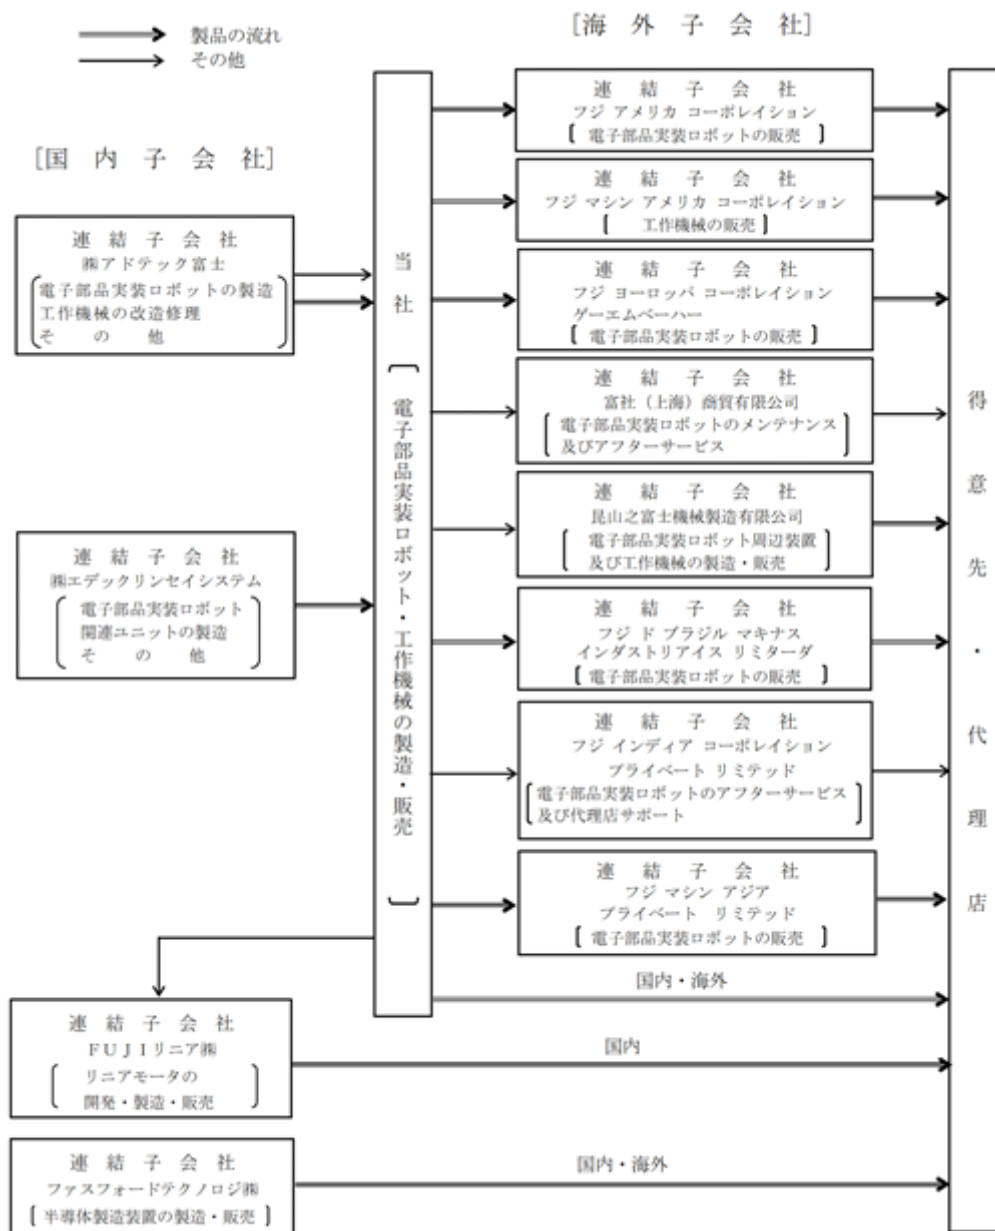 製品の流れ
その他
[国内子会社]
連結子会社
㈱アドテック富士
電子部品実装ロボットの製造
工作機械の改造修理
その他
連結子会社
㈱エデックリンセイシステム
電子部品実装ロボット
関連ユニットの製造
その他
連結子会社
FUJIリニア㈱
リニアモータの
開発・製造・販売
連結子会社
ファスフォードテクノロジ㈱
[半導体製造装置の製造・販売]
当社
[電子部品実装ロボット・工作機械の製造・販売]
[海外子会社]
連結子会社
フジ アメリカ コーポレイション
[電子部品実装ロボットの販売]
連結子会社
フジ マシン アメリカ コーポレイション
[工作機械の販売]
連結子会社
フジ ヨーロッパ コーポレイション
ゲーエムベーハー
[電子部品実装ロボットの販売]
連結子会社
富社（上海）商貿有限公司
電子部品実装ロボットのメンテナンス
及びアフターサービス
連結子会社
昆山之富士機械製造有限公司
電子部品実装ロボット周辺装置
及び工作機械の製造・販売
連結子会社
フジ ド ブラジル マキナス
インダストリアイス リミターダ
[電子部品実装ロボットの販売]
連結子会社
フジ インディア コーポレイション
プライベート リミテッド
電子部品実装ロボットのアフターサービス
及び代理店サポート
連結子会社
フジ マシン アジア
プライベート リミテッド
[電子部品実装ロボットの販売]
国内・海外
国内
国内・海外
得意先・代理店